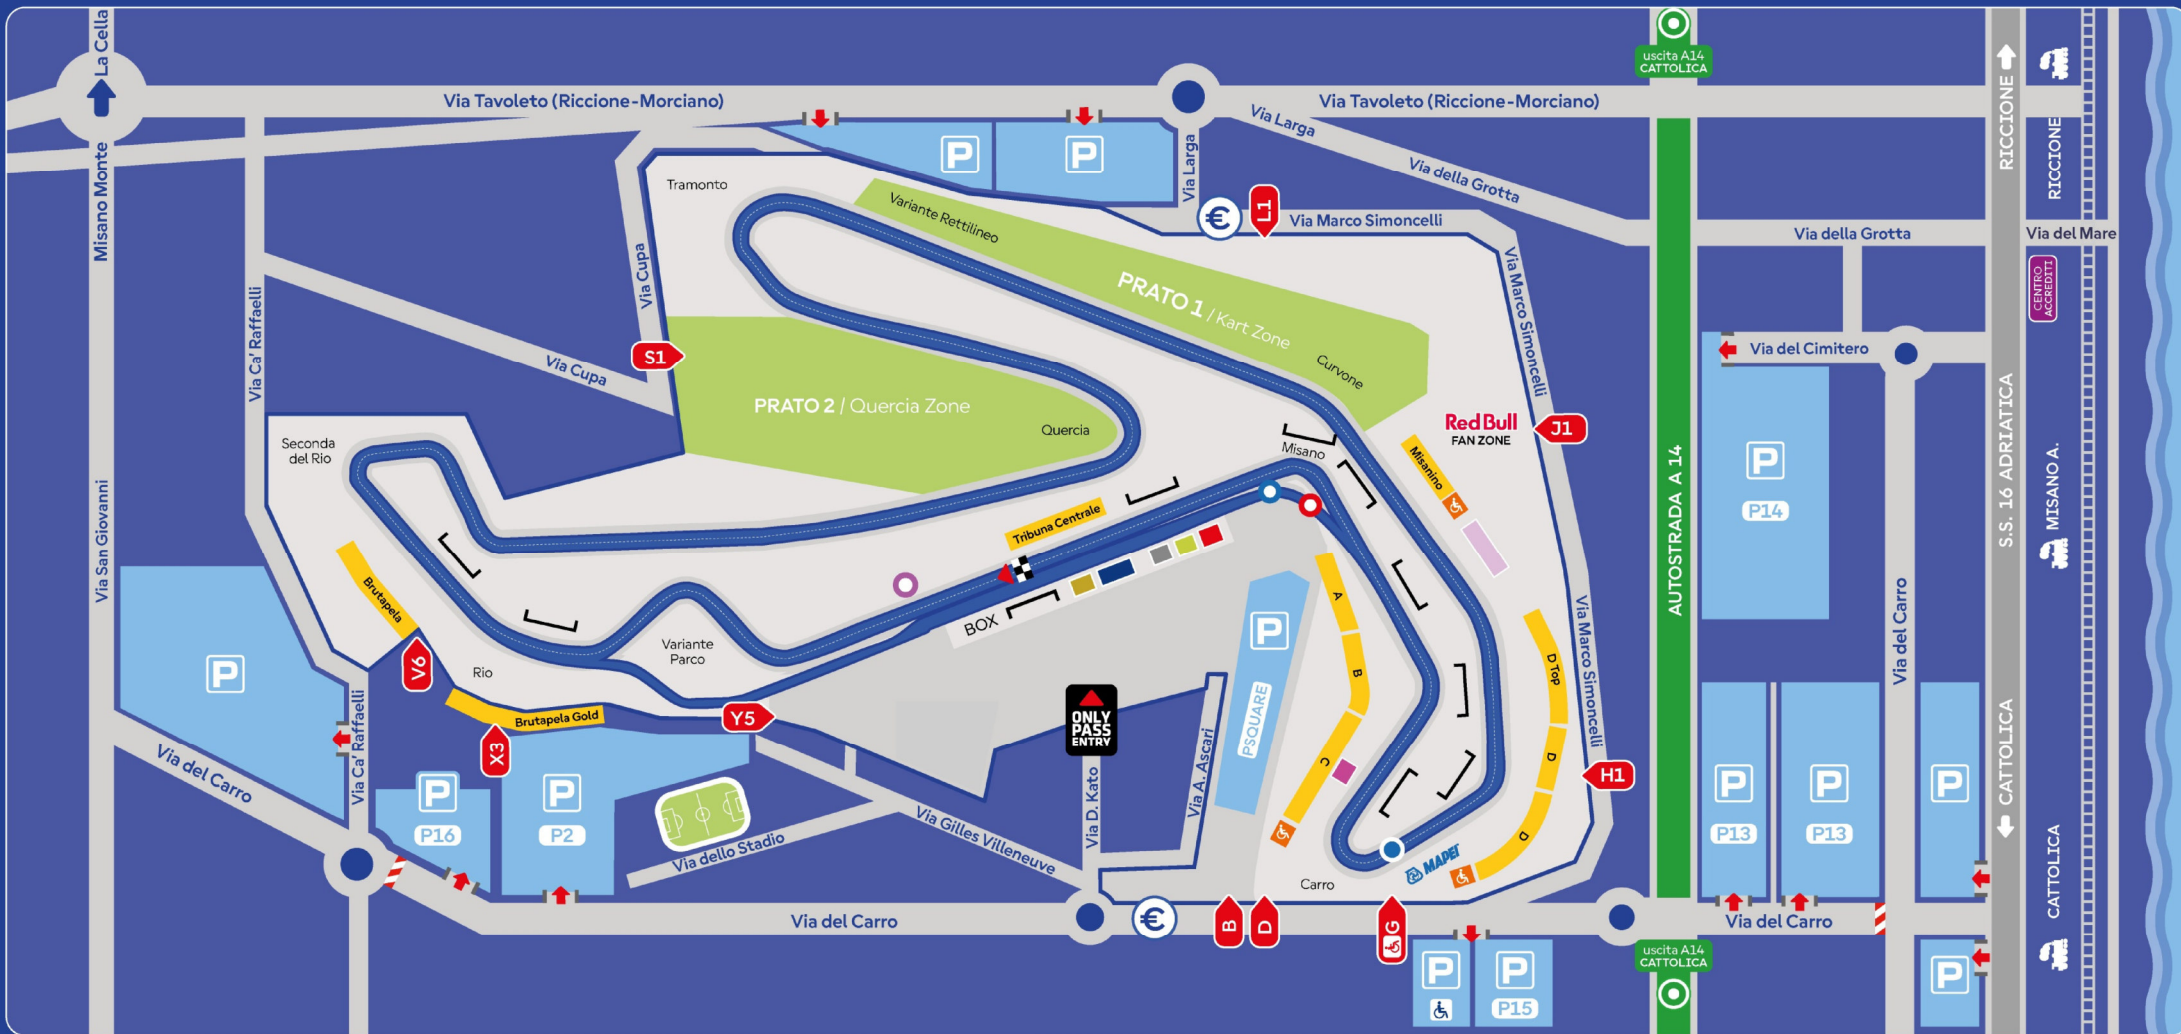 La Cella
uscita A14
CATTOLICA
RICCIONE
Via Tavoleto (Riccione-Morciano)
Via Tavoleto (Riccione-Morciano)
Via Larga
RICCIONE
Misano Monte
P
P
Via Larga
Via della Grotta
Tramonto
Variante Rettilineo
€
L1
Via Marco Simoncelli
Via della Grotta
Via del Mare
Via Cupa
CENTRO
ACCREDITI
Via Ca' Raffaelli
PRATO 1 / Kart Zone
Via Marco Simoncelli
S1
Via Cupa
Curvone
Via del Cimitero
PRATO 2 / Quercia Zone
Quercia
Red Bull
FAN ZONE
J1
S.S. 16 ADRIATICA
Seconda
del Rio
Misano
Misanino
P
P14
MISANO A.
Via San Giovanni
Tribuna Centrale
AUTOSTRADA A 14
Brutapela
BOX
A
P
Via del Carro
Variante
Parco
B
D Top
Via Marco Simoncelli
P
V6
Rio
Brutapela Gold
Y5
ONLY
PASS
ENTRY
PSQUARE
X3
Via Ca' Raffaelli
Via del Carro
C
D
H1
CATTOLICA
P
P16
P
P2
Via D. Kato
Via A. Ascari
P
P13
P
P13
P
Via Gilles Villeneuve
Via dello Stadio
D
MAPEI
Carro
CATTOLICA
Via del Carro
€
B
D
G
Via del Carro
uscita A14
CATTOLICA
P
P
P15
P